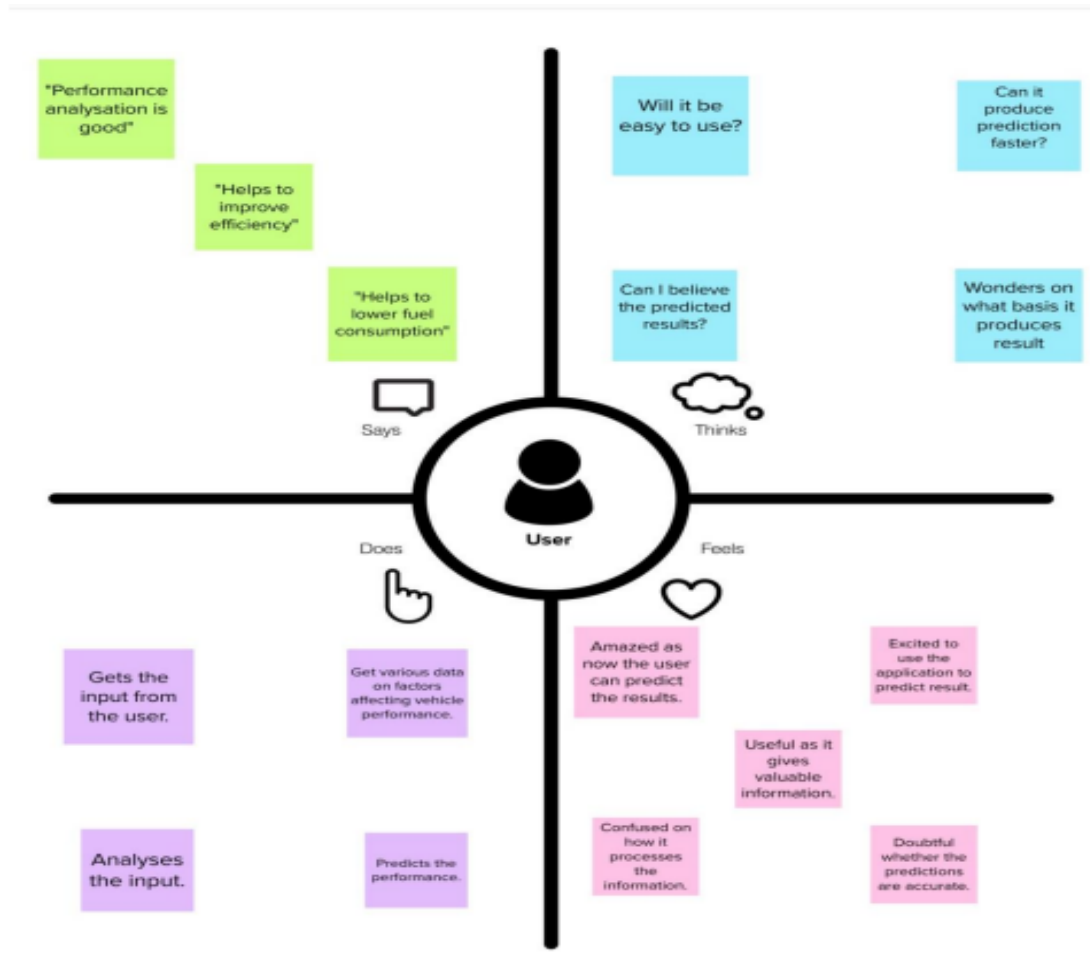 "Performance
analysation is
good"
"Helps to
improve
efficiency"
"Helps to
lower fuel
consumption"
Says
Will it be
easy to use?
Can it
produce
prediction
faster?
Can I believe
the predicted
results?
Wonders on
what basis it
produces
result
Thinks
User
Does
Gets the
input from
the user.
Get various data
on factors
affecting vehicle
performance.
Analyses
the input.
Predicts the
performance.
Feels
Amazed as
now the user
can predict
the results.
Excited to
use the
application to
predict result.
Useful as it
gives
valuable
information.
Confused on
how it
processes
the
information.
Doubtful
whether the
predictions
are accurate.